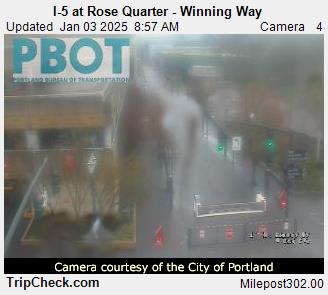 I-5 at Rose Quarter - Winning Way
Updated Jan 03 2025 8:57 AM Camera 4
PBOT
PORTLAND BUREAU OF TRANSPORTATION
Camera courtesy of the City of Portland
TripCheck.com Milepost302.00